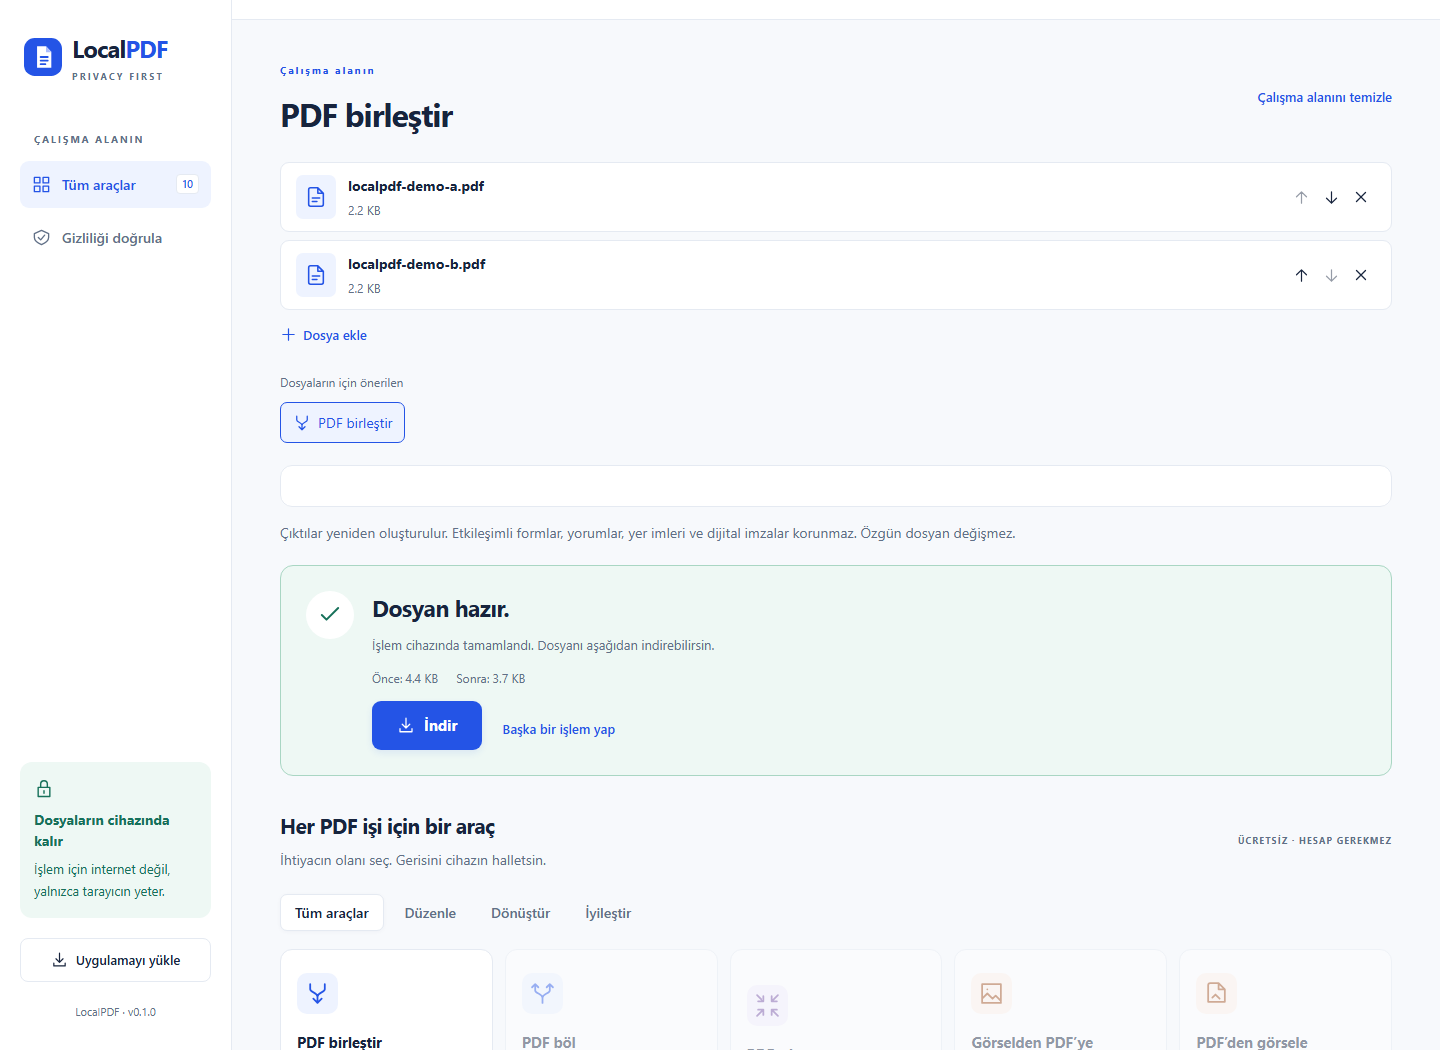 LocalPDF
PRIVACY FIRST
ÇALIŞMA ALANIN
Tüm araçlar 10
Gizliliği doğrula
Dosyaların cihazında
kalır
İşlem için internet değil,
yalnızca tarayıcın yeter.
Uygulamayı yükle
LocalPDF · v0.1.0
Çalışma alanın
PDF birleştir
Çalışma alanını temizle
localpdf-demo-a.pdf
2.2 KB
localpdf-demo-b.pdf
2.2 KB
Dosya ekle
Dosyaların için önerilen
PDF birleştir
Çıktılar yeniden oluşturulur. Etkileşimli formlar, yorumlar, yer imleri ve dijital imzalar korunmaz. Özgün dosyan değişmez.
Dosyan hazır.
İşlem cihazında tamamlandı. Dosyanı aşağıdan indirebilirsin.
Önce: 4.4 KB Sonra: 3.7 KB
İndir
Başka bir işlem yap
Her PDF işi için bir araç
İhtiyacın olanı seç. Gerisini cihazın halletsin.
ÜCRETSİZ · HESAP GEREKMEZ
Tüm araçlar Düzenle Dönüştür İyileştir
PDF birleştir
PDF böl
Görselden PDF'ye
PDF'den görsele